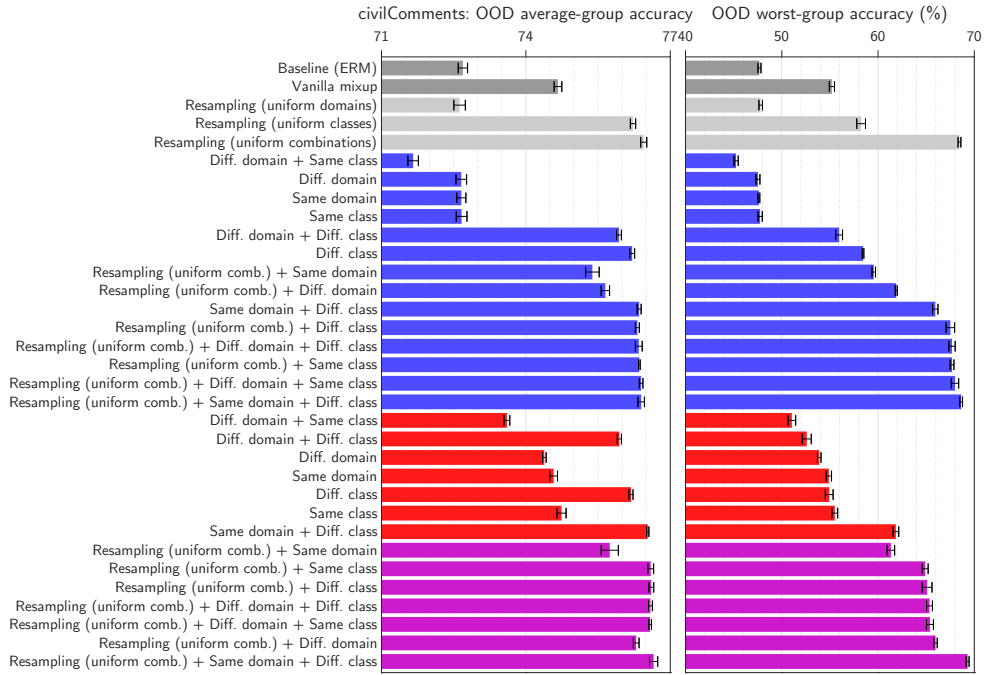 civilComments: OOD average-group accuracy OOD worst-group accuracy (%)
71 74 77 40 50 60 70
Baseline (ERM)
Vanilla mixup
Resampling (uniform domains)
Resampling (uniform classes)
Resampling (uniform combinations)
Diff. domain + Same class
Diff. domain
Same domain
Same class
Diff. domain + Diff. class
Diff. class
Resampling (uniform comb.) + Same domain
Resampling (uniform comb.) + Diff. domain
Same domain + Diff. class
Resampling (uniform comb.) + Diff. class
Resampling (uniform comb.) + Diff. domain + Diff. class
Resampling (uniform comb.) + Same class
Resampling (uniform comb.) + Diff. domain + Same class
Resampling (uniform comb.) + Same domain + Diff. class
Diff. domain + Same class
Diff. domain + Diff. class
Diff. domain
Same domain
Diff. class
Same class
Same domain + Diff. class
Resampling (uniform comb.) + Same domain
Resampling (uniform comb.) + Same class
Resampling (uniform comb.) + Diff. class
Resampling (uniform comb.) + Diff. domain + Diff. class
Resampling (uniform comb.) + Diff. domain + Same class
Resampling (uniform comb.) + Diff. domain
Resampling (uniform comb.) + Same domain + Diff. class